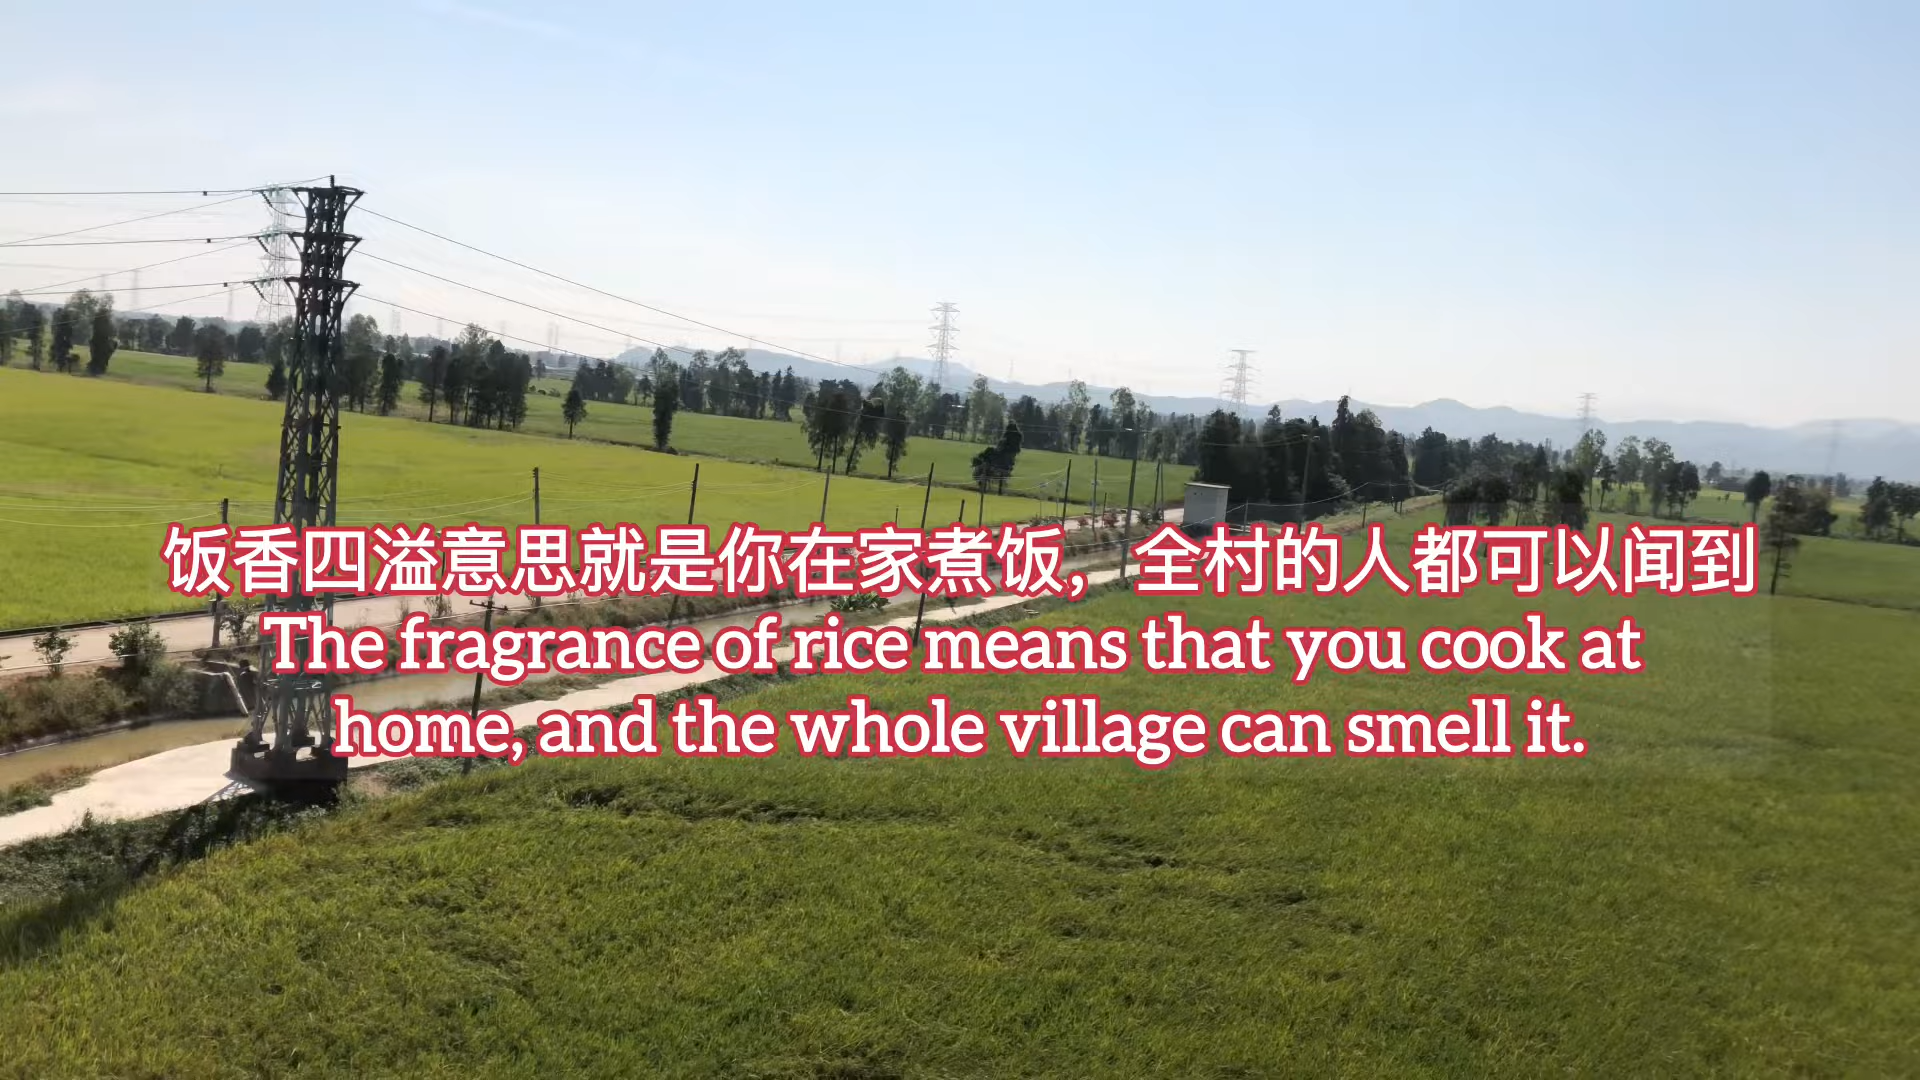 饭香四溢意思就是你在家煮饭，全村的人都可以闻到
The fragrance of rice means that you cook at
home, and the whole village can smell it.